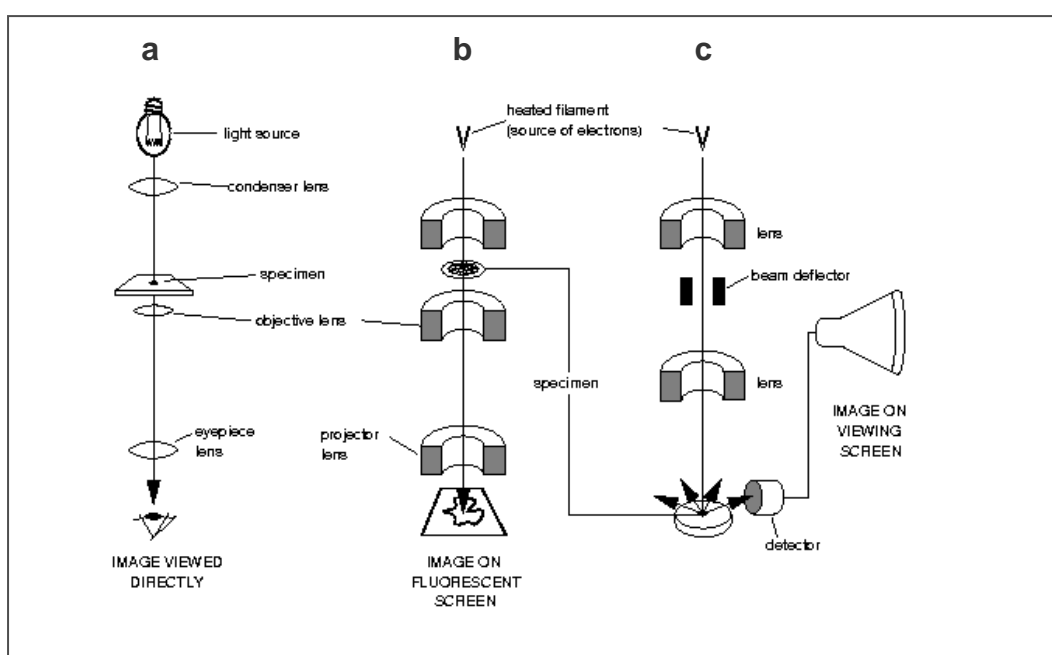 a
b
c
light source
condenser lens
specimen
objective lens
eyepiece
lens
IMAGE VIEWED
DIRECTLY
heated filament
(source of electrons)
projector
lens
IMAGE ON
FLUORESCENT
SCREEN
specimen
lens
beam deflector
lens
IMAGE ON
VIEWING
SCREEN
detector